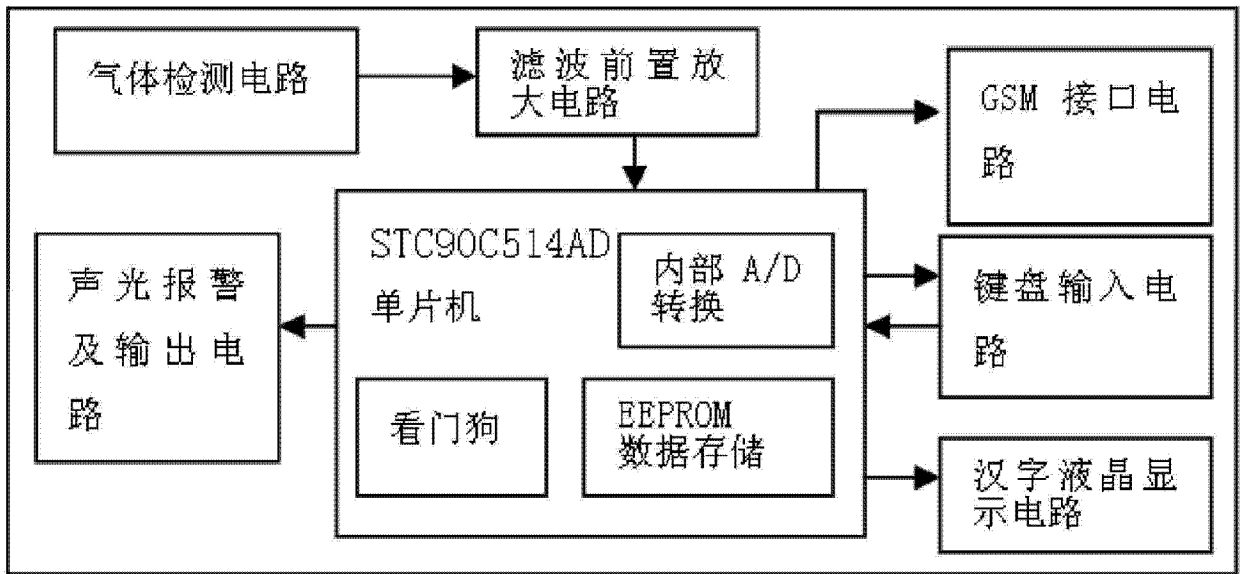 气体检测电路
滤波前置放
大电路
GSM 接口电
路
声光报警
及输出电
路
STC90C514AD
单片机
内部 A/D
转换
看门狗
EEPROM
数据存储
键盘输入电
路
汉字液晶显
示电路